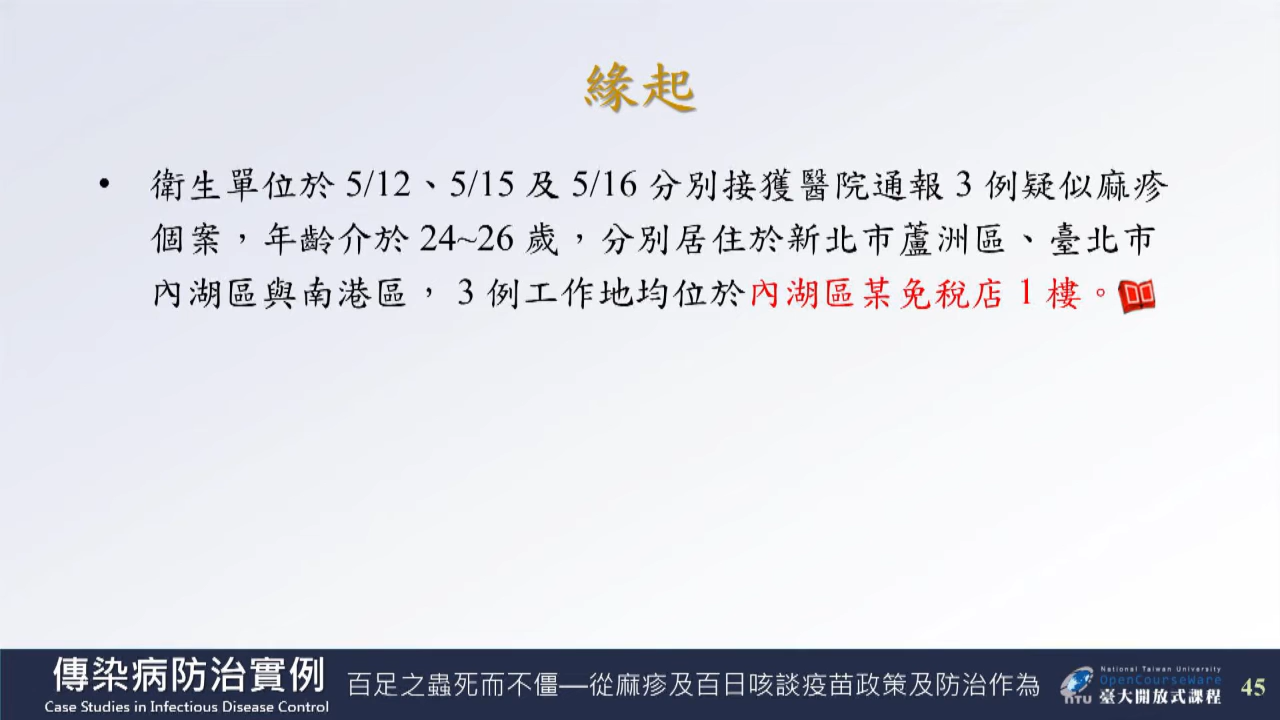 緣起
• 衛生單位於 5/12、5/15 及 5/16 分別接獲醫院通報 3 例疑似麻疹
個案，年齡介於 24~26 歲，分別居住於新北市蘆洲區、臺北市
內湖區與南港區， 3 例工作地均位於內湖區某免稅店 1 樓。
傳染病防治實例
Case Studies in Infectious Disease Control
百足之蟲死而不僵—從麻疹及百日咳談疫苗政策及防治作為
National Taiwan University
OpenCourseWare
NTU 臺大開放式課程
45